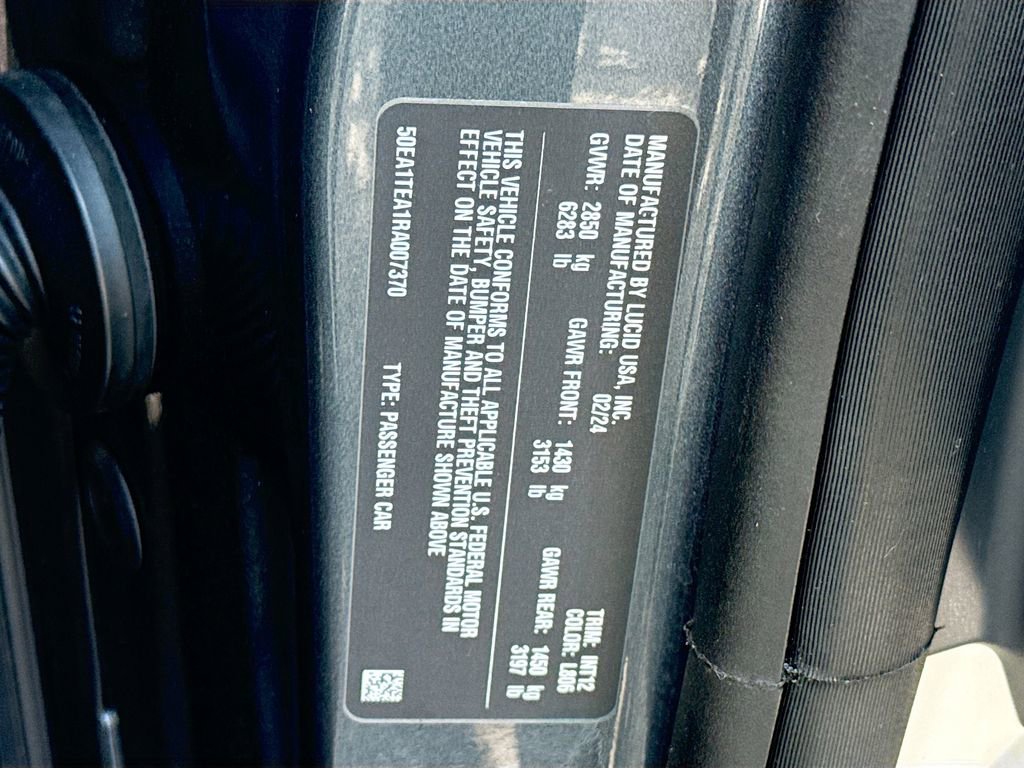 MANUFACTURED BY LUCID USA, INC.
DATE OF MANUFACTURING: 02/24
TRIM: INT12
COLOR: L806
GVWR: 2850 kg GAWR FRONT: 1430 kg GAWR REAR: 1450 kg
6283 lb 3153 lb 3197 lb
THIS VEHICLE CONFORMS TO ALL APPLICABLE U.S. FEDERAL MOTOR
VEHICLE SAFETY, BUMPER AND THEFT PREVENTION STANDARDS IN
EFFECT ON THE DATE OF MANUFACTURE SHOWN ABOVE
50EA1TEA1RA007370 TYPE: PASSENGER CAR